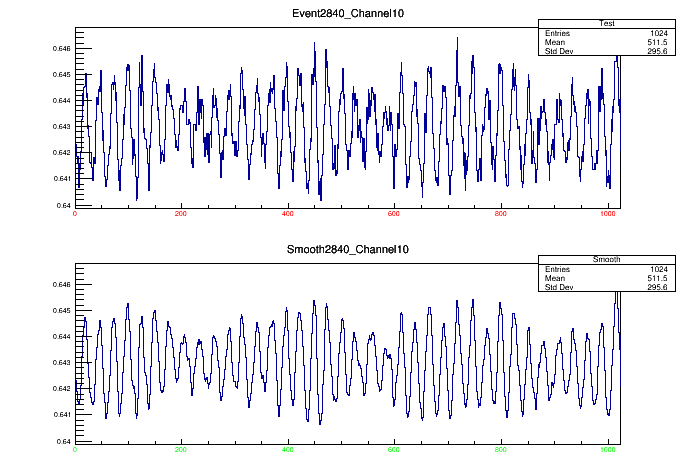 Event2840_Channel10
Test
Entries 1024
Mean 511.5
Std Dev 295.6
0.646
0.645
0.644
0.643
0.642
0.641
0.64
0 200 400 600 800 1000
Smooth2840_Channel10
Smooth
Entries 1024
Mean 511.5
Std Dev 295.6
0.646
0.645
0.644
0.643
0.642
0.641
0.64
0 200 400 600 800 1000